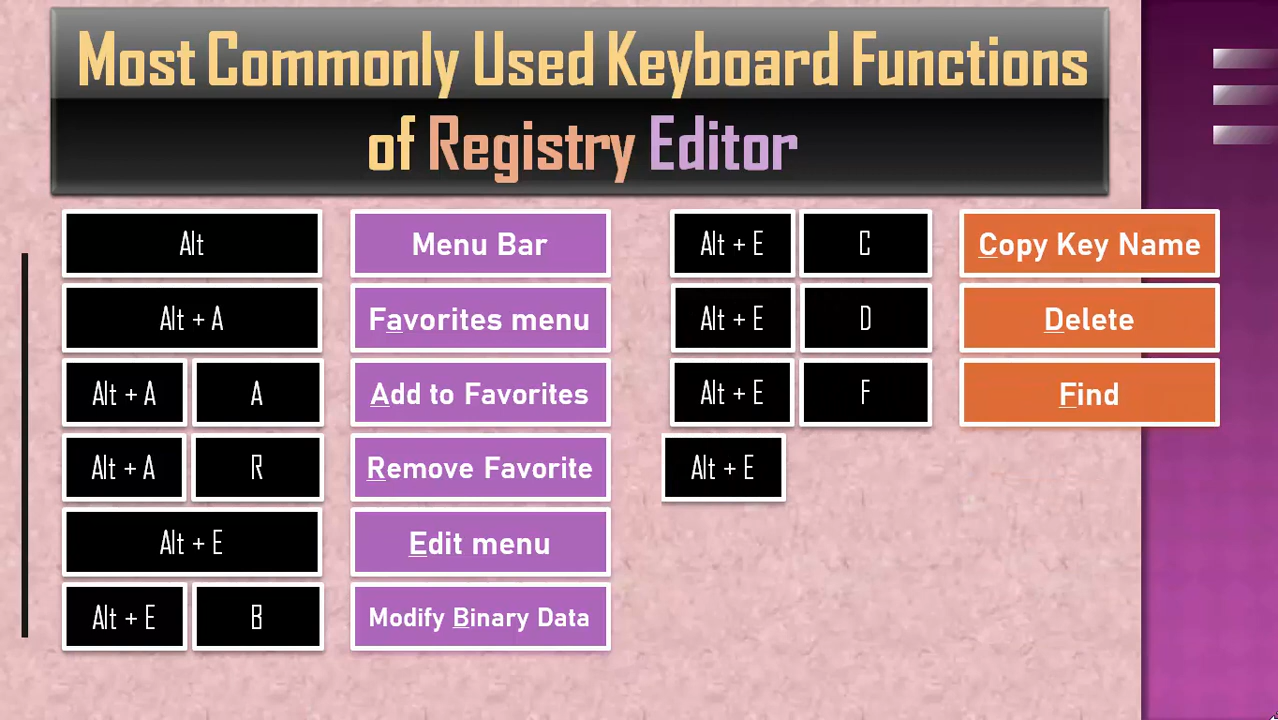 Most Commonly Used Keyboard Functions
of Registry Editor
Alt Menu Bar
Alt + A Favorites menu
Alt + A A Add to Favorites
Alt + A R Remove Favorite
Alt + E Edit menu
Alt + E B Modify Binary Data
Alt + E C Copy Key Name
Alt + E D Delete
Alt + E F Find
Alt + E